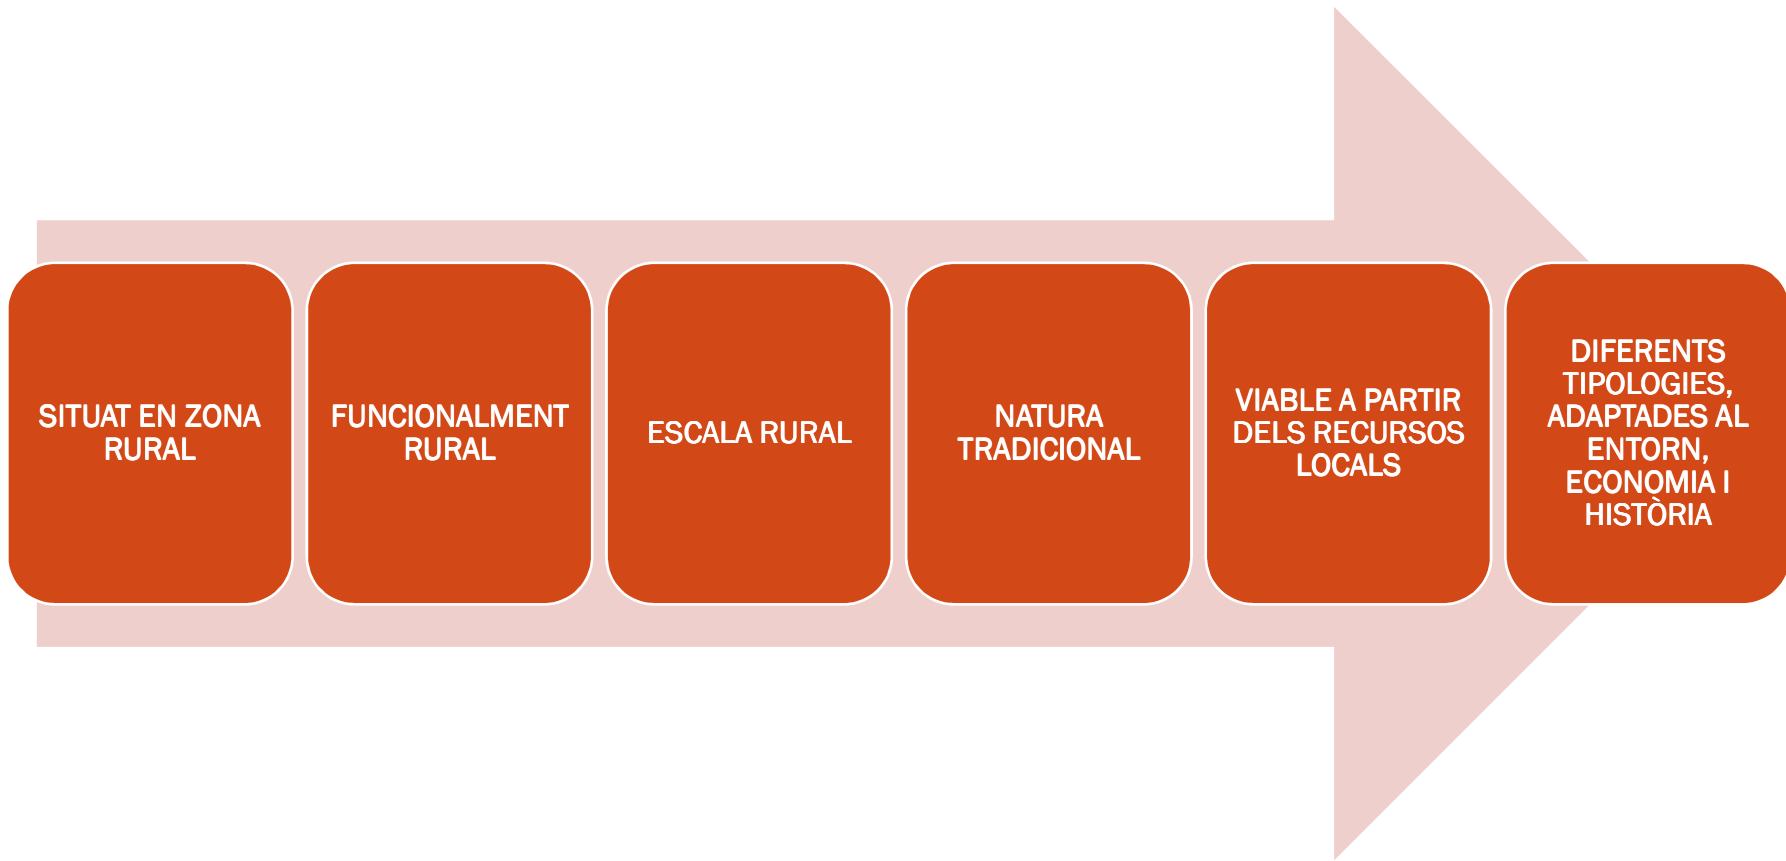 SITUAT EN ZONA
RURAL
FUNCIONALMENT
RURAL
ESCALA RURAL
NATURA
TRADICIONAL
VIABLE A PARTIR
DELS RECURSOS
LOCALS
DIFERENTS
TIPOLOGIES,
ADAPTADES AL
ENTORN,
ECONOMIA I
HISTÒRIA